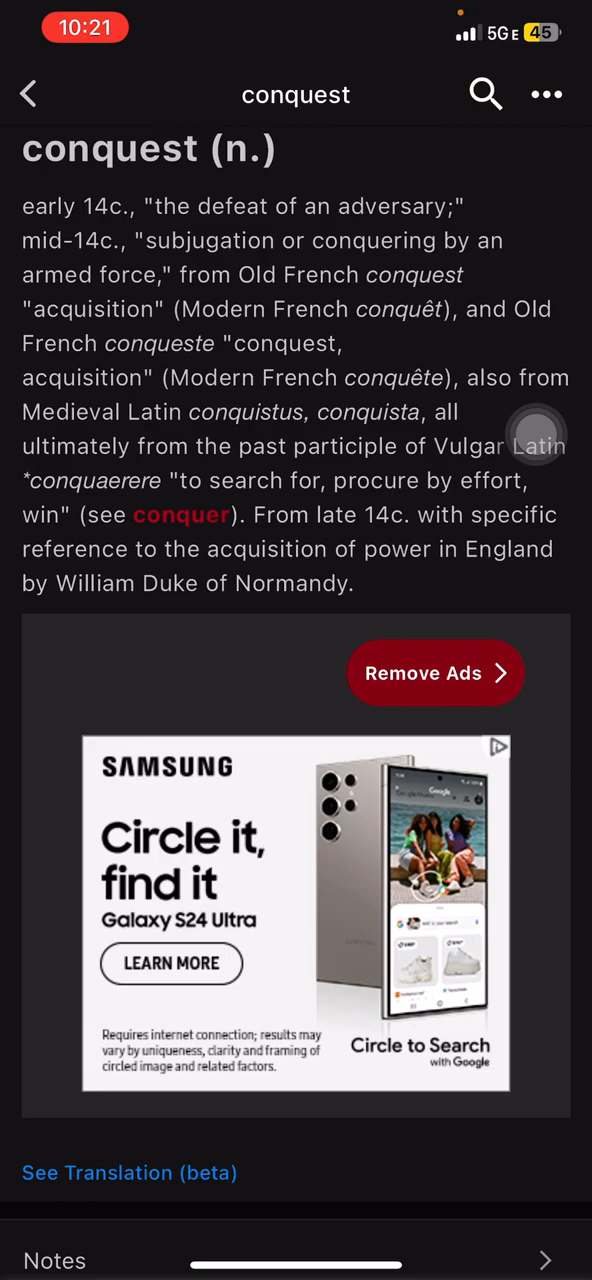 10:21
5GE 45
conquest
conquest (n.)
early 14c., "the defeat of an adversary;"
mid-14c., "subjugation or conquering by an
armed force," from Old French conquest
"acquisition" (Modern French conquêt), and Old
French conqueste "conquest,
acquisition" (Modern French conquête), also from
Medieval Latin conquistus, conquista, all
ultimately from the past participle of Vulgar Latin
*conquaerere "to search for, procure by effort,
win" (see conquer). From late 14c. with specific
reference to the acquisition of power in England
by William Duke of Normandy.
Remove Ads
SAMSUNG
Circle it,
find it
Galaxy S24 Ultra
LEARN MORE
Requires internet connection; results may
vary by uniqueness, clarity and framing of
circled image and related factors.
Google
Circle to Search
with Google
See Translation (beta)
Notes